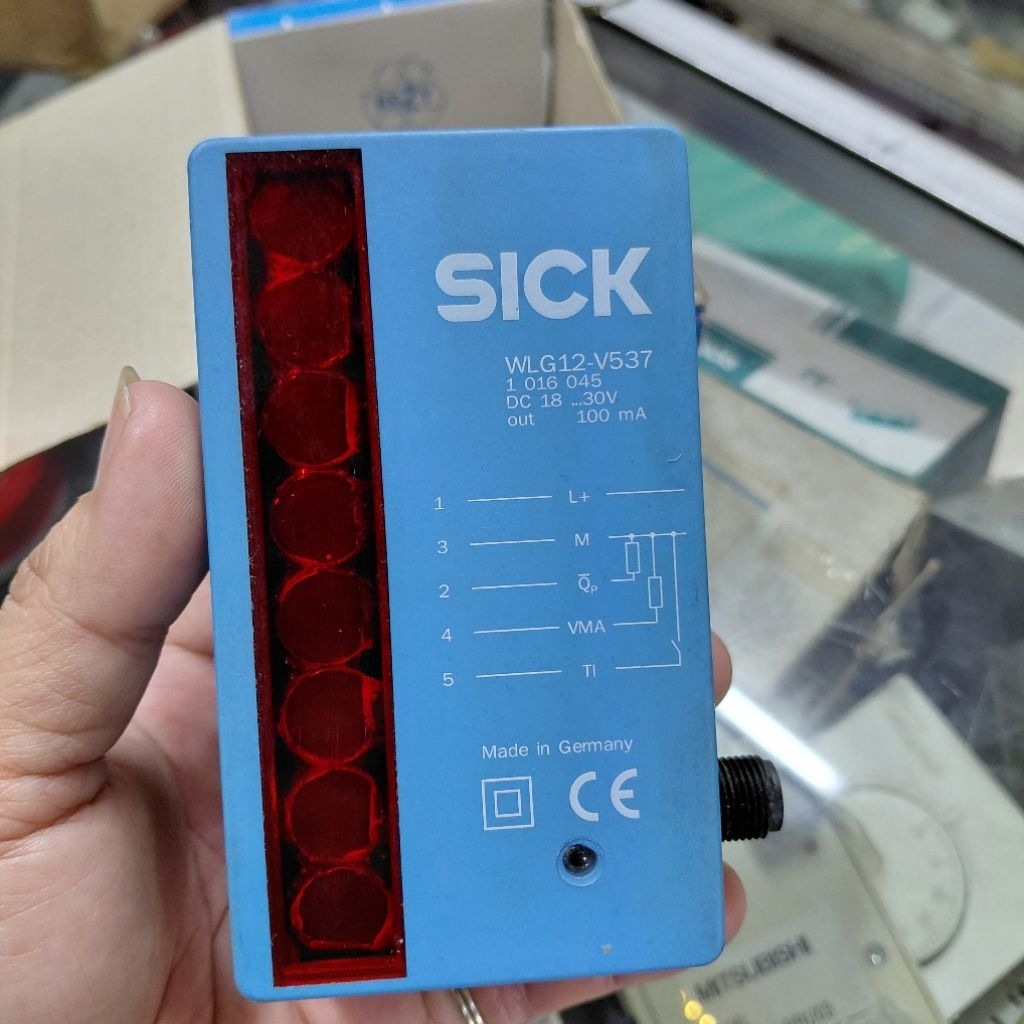 SICK
WLG12-V537
1 016 045
DC 18 ...30V
out 100 mA
1 L+
3 M
2 Q̅P
4 VMA
5 TI
Made in Germany
CE
MITSUBISHI